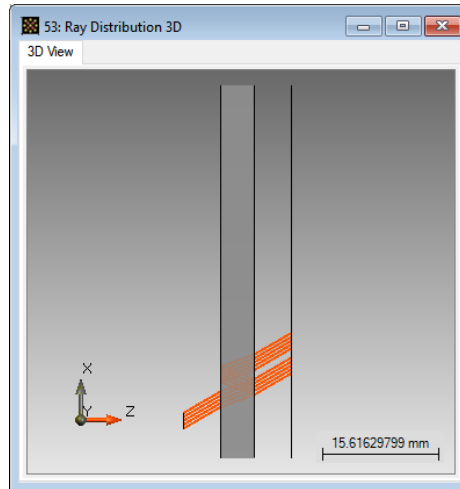 53: Ray Distribution 3D
3D View
X
Y
Z
15.61629799 mm